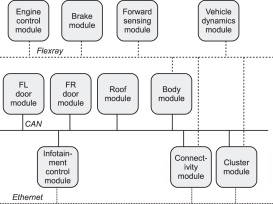 Engine
control
module
Brake
module
Forward
sensing
module
Vehicle
dynamics
module
Flexray
FL
door
module
FR
door
module
Roof
module
Body
module
CAN
Infotain-
ment
control
module
Connect-
ivity
module
Cluster
module
Ethernet